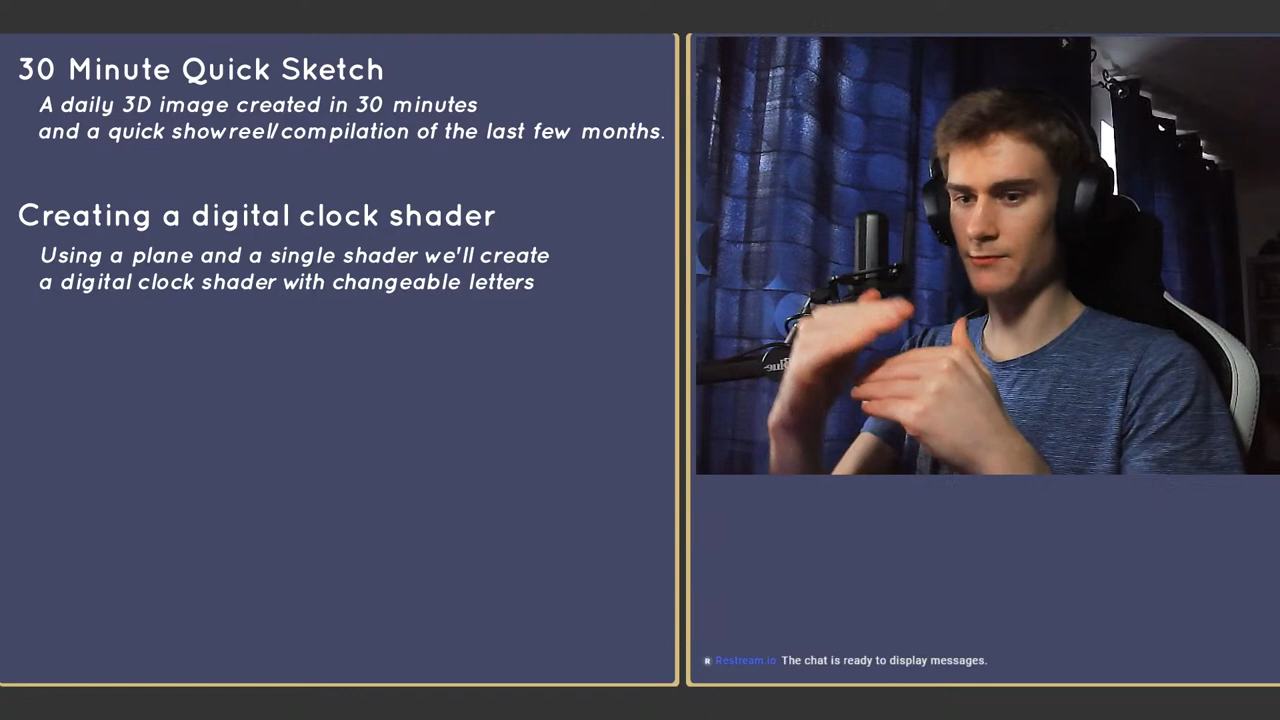 30 Minute Quick Sketch
A daily 3D image created in 30 minutes
and a quick showreel/compilation of the last few months.
Creating a digital clock shader
Using a plane and a single shader we'll create
a digital clock shader with changeable letters
Blue
R Restream.io The chat is ready to display messages.